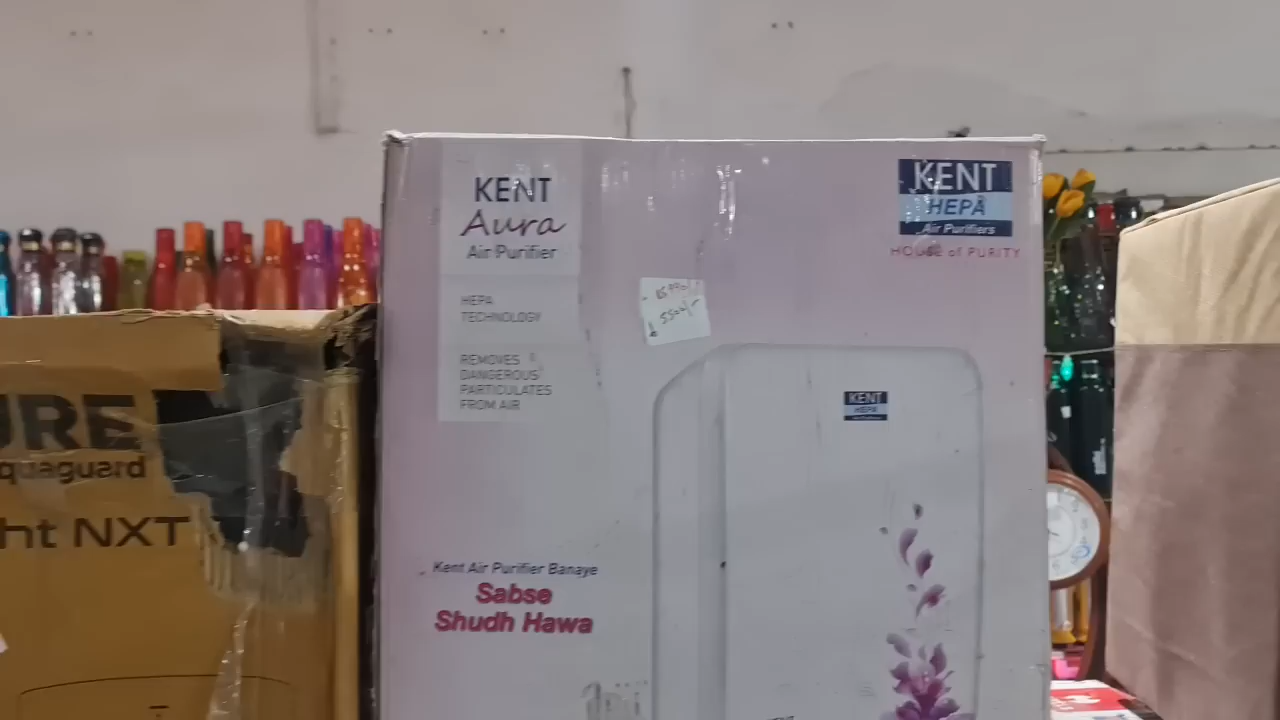 KENT
Aura
Air Purifier
HEPA
TECHNOLOGY
REMOVES
DANGEROUS
PARTICULATES
FROM AIR
KENT
HEPA
Air Purifiers
HOUSE of PURITY
5500/-
KENT
HEPA
Kent Air Purifier Banaye
Sabse
Shudh Hawa
URE
quaguard
ht NXT